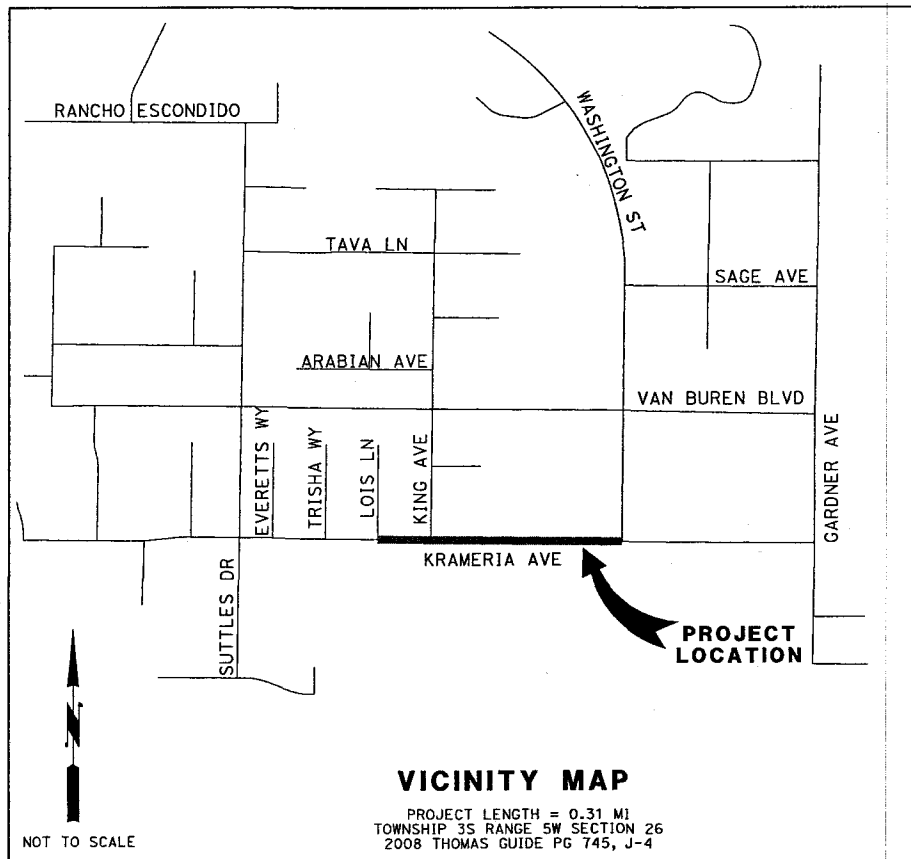 RANCHO ESCONDIDO
WASHINGTON ST
TAVA LN
SAGE AVE
ARABIAN AVE
VAN BUREN BLVD
EVERETTS WY
TRISHA WY
LOIS LN
KING AVE
GARDNER AVE
KRAMERIA AVE
SUTTLES DR
PROJECT
LOCATION
N
NOT TO SCALE
VICINITY MAP
PROJECT LENGTH = 0.31 MI
TOWNSHIP 3S RANGE 5W SECTION 26
2008 THOMAS GUIDE PG 745, J-4